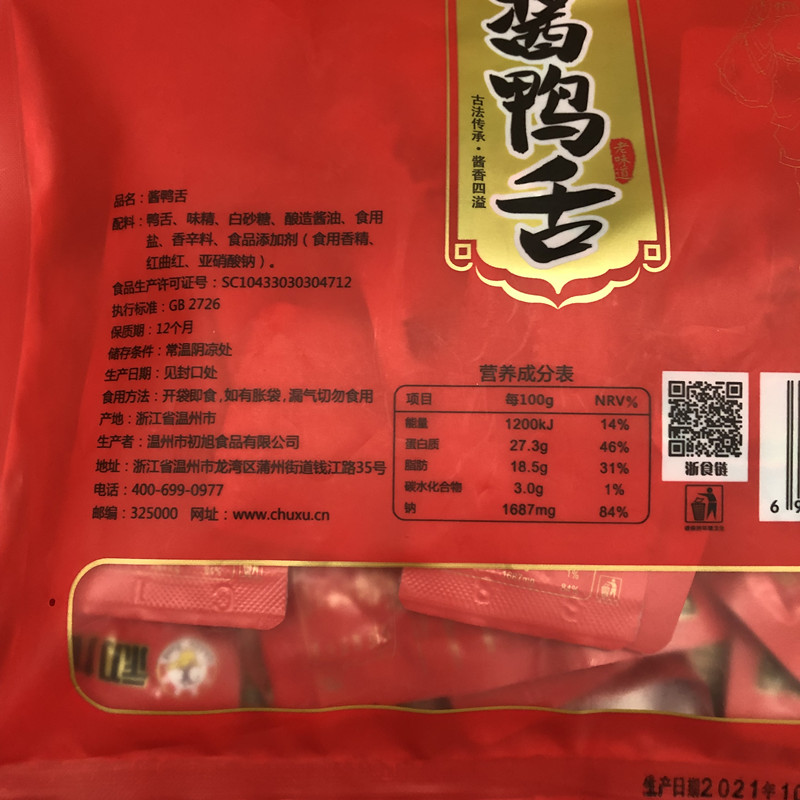 酱鸭舌
古法传承·酱香四溢
老味道
品名：酱鸭舌
配料：鸭舌、味精、白砂糖、酿造酱油、食用
盐、香辛料、食品添加剂（食用香精、
红曲红、亚硝酸钠）。
食品生产许可证号：SC10433030304712
执行标准：GB 2726
保质期：12个月
储存条件：常温阴凉处
生产日期：见封口处
食用方法：开袋即食,如有胀袋,漏气切勿食用
产地：浙江省温州市
生产者：温州市初旭食品有限公司
地址：浙江省温州市龙湾区蒲州街道钱江路35号
电话：400-699-0977
邮编：325000 网址：www.chuxu.cn
营养成分表
项目 每100g NRV%
能量 1200kJ 14%
蛋白质 27.3g 46%
脂肪 18.5g 31%
碳水化合物 3.0g 1%
钠 1687mg 84%
6 9
生产日期2021年10